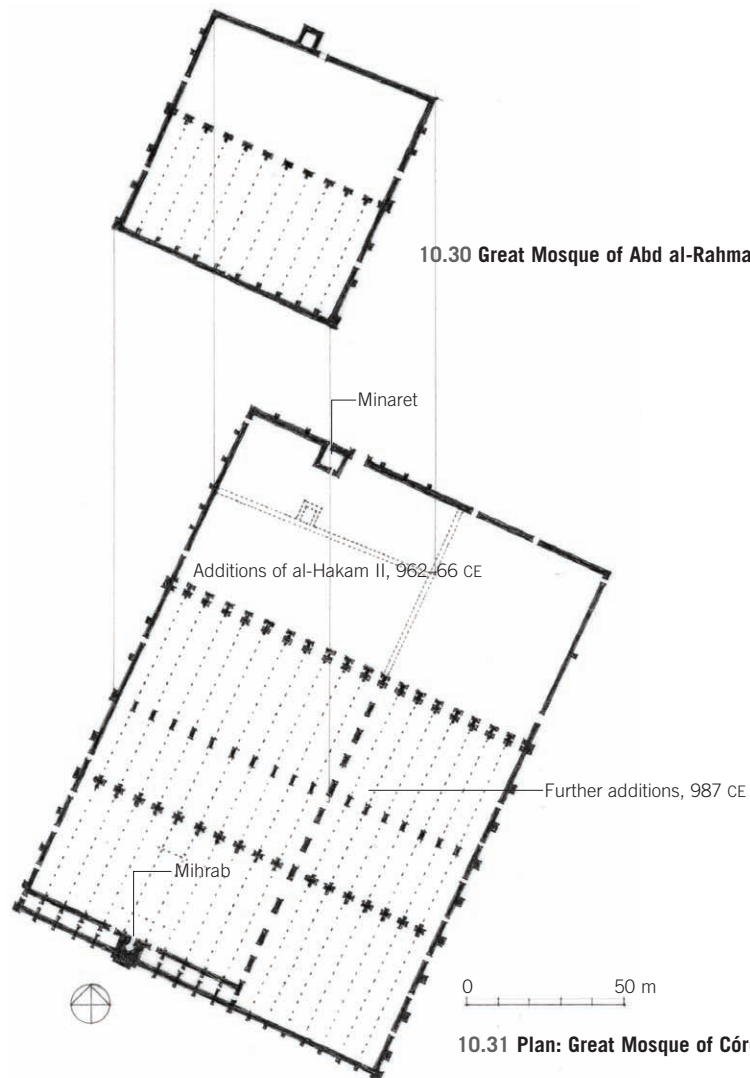 10.30 Great Mosque of Abd al-Rahma
Minaret
Additions of al-Hakam II, 962–66 CE
Further additions, 987 CE
Mihrab
0 50 m
10.31 Plan: Great Mosque of Cór